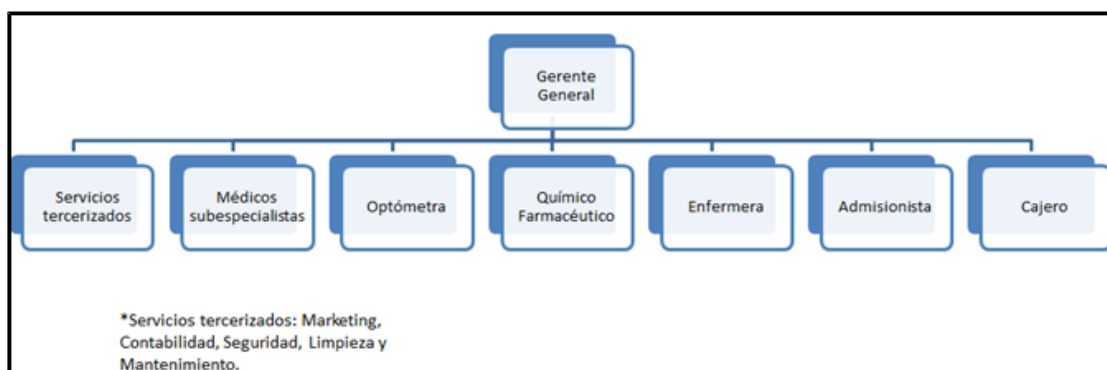 Gerente
General
Servicios
tercerizados
Médicos
subespecialistas
Optómetra
Químico
Farmacéutico
Enfermera
Admisionista
Cajero
*Servicios tercerizados: Marketing,
Contabilidad, Seguridad, Limpieza y
Mantenimiento.